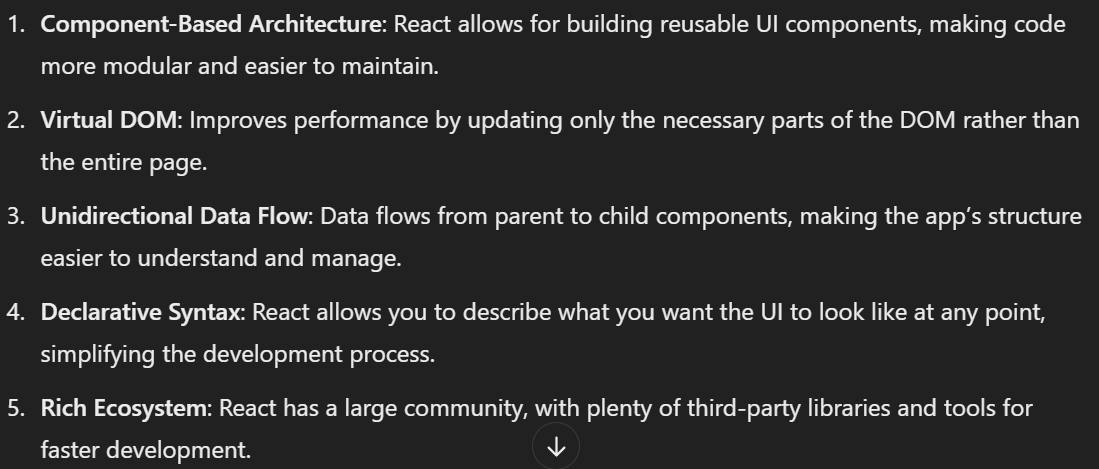 1. Component-Based Architecture: React allows for building reusable UI components, making code
more modular and easier to maintain.
2. Virtual DOM: Improves performance by updating only the necessary parts of the DOM rather than
the entire page.
3. Unidirectional Data Flow: Data flows from parent to child components, making the app’s structure
easier to understand and manage.
4. Declarative Syntax: React allows you to describe what you want the UI to look like at any point,
simplifying the development process.
5. Rich Ecosystem: React has a large community, with plenty of third-party libraries and tools for
faster development.